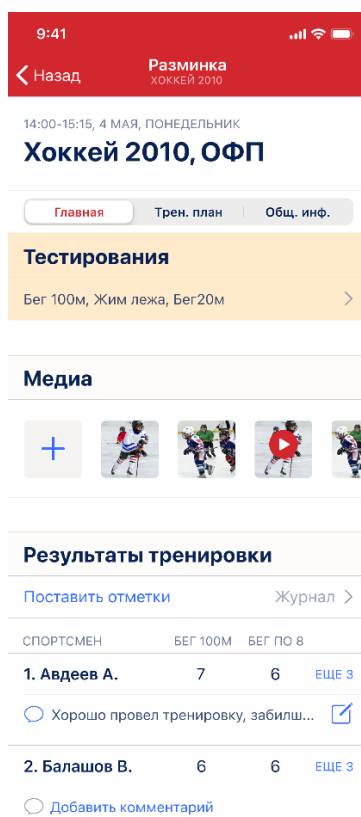 9:41
Назад
Разминка
ХОККЕЙ 2010
14:00-15:15, 4 МАЯ, ПОНЕДЕЛЬНИК
Хоккей 2010, ОФП
Главная Трен. план Общ. инф.
Тестирования
Бег 100м, Жим лежа, Бег20м
Медиа
Результаты тренировки
Поставить отметки Журнал
СПОРТСМЕН БЕГ 100М БЕГ ПО 8
1. Авдеев А. 7 6 ЕЩЕ 3
Хорошо провел тренировку, забилш...
2. Балашов В. 6 6 ЕЩЕ 3
Добавить комментарий